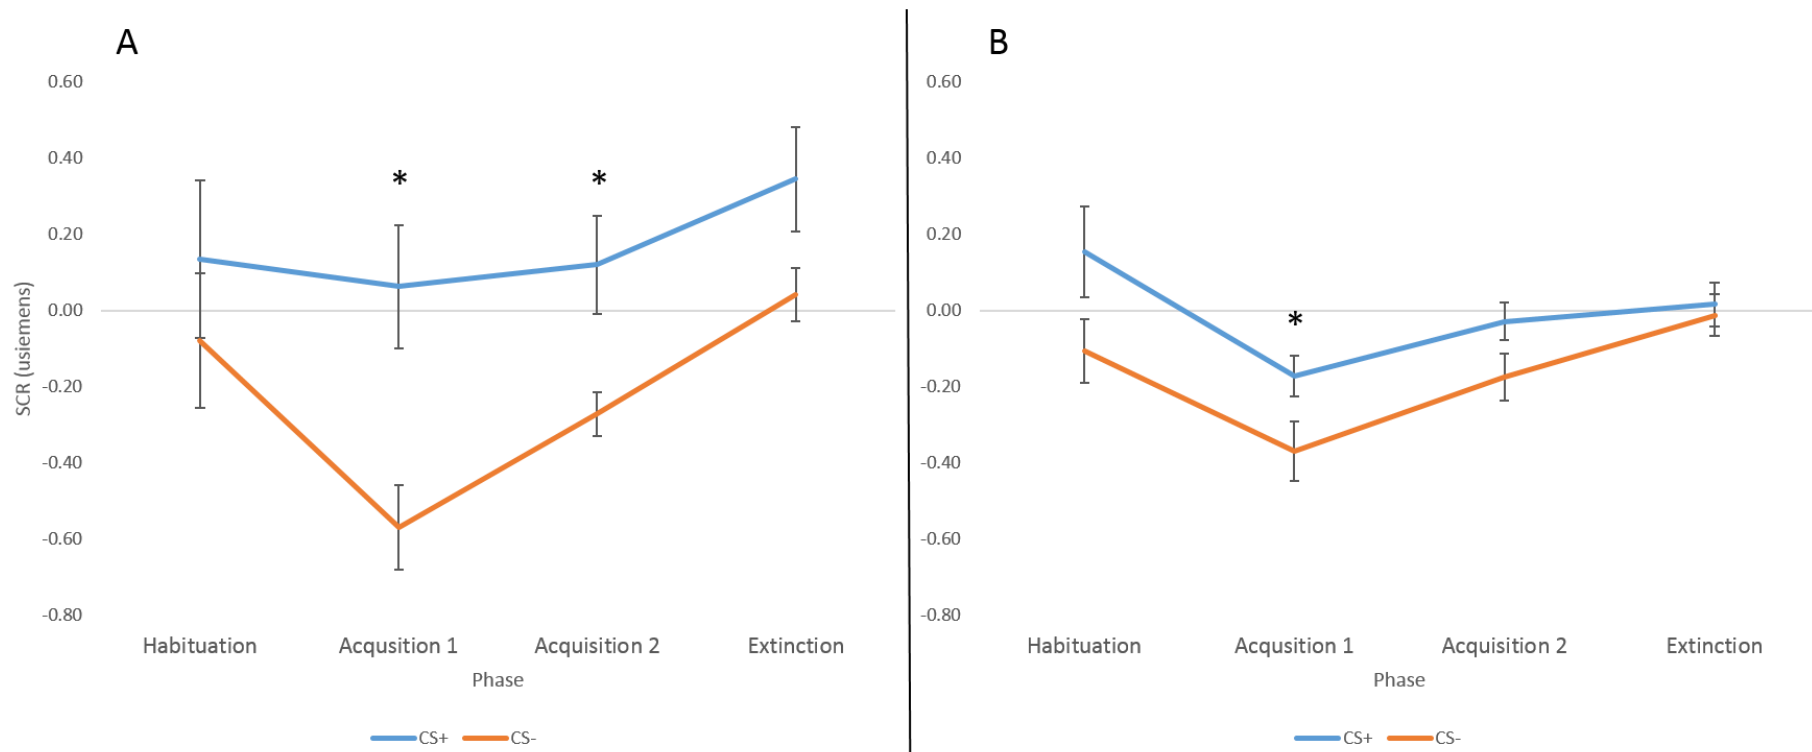 A
0.60
0.40
0.20
0.00
-0.20
-0.40
-0.60
-0.80
SCR (usiemens)
* *
Habituation Acqusition 1 Acquisition 2 Extinction
Phase
CS+ CS-
B
0.60
0.40
0.20
0.00
-0.20
-0.40
-0.60
-0.80
*
Habituation Acqusition 1 Acquisition 2 Extinction
Phase
CS+ CS-